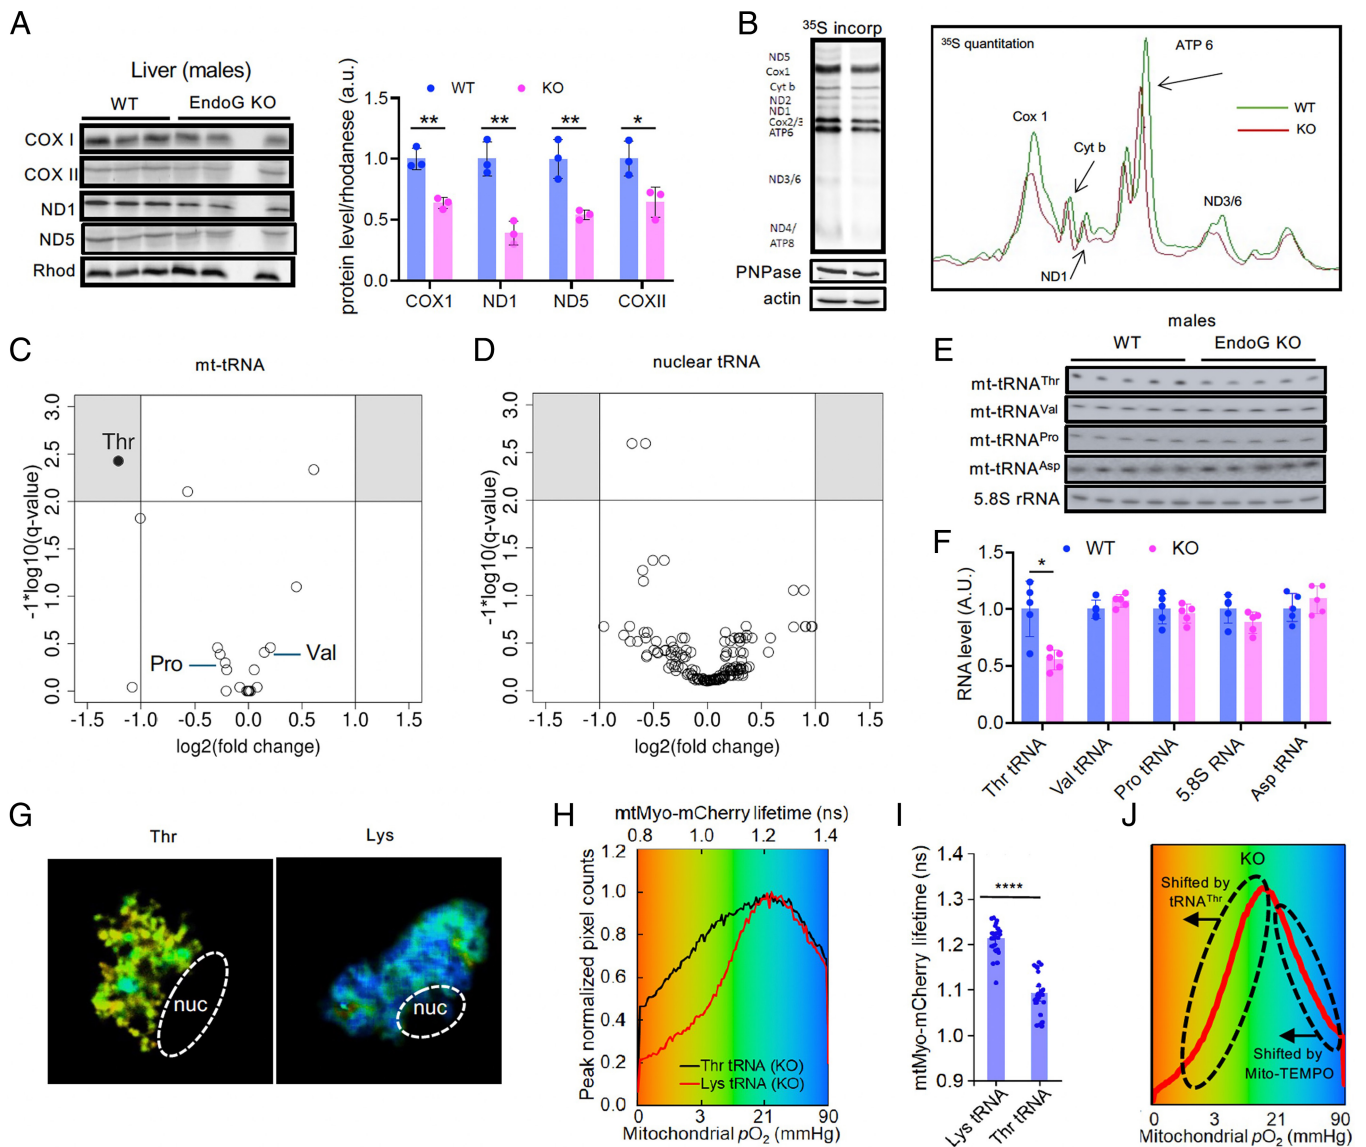 A
Liver (males)
WT EndoG KO
COX I
COX II
ND1
ND5
Rhod
protein level/rhodanese (a.u.)
WT KO
1.5
1.0
0.5
0.0
** ** ** *
COX1 ND1 ND5 COXII
B
³⁵S incorp
ND5
Cox1
Cyt b
ND2
ND1
Cox2/3
ATP6
ND3/6
ND4/
ATP8
PNPase
actin
³⁵S quantitation
ATP 6
WT
KO
Cox 1
Cyt b
ND3/6
ND1
C
mt-tRNA
-1*log10(q-value)
3.0
2.5
2.0
1.5
1.0
0.5
0.0
Thr
Pro
Val
-1.5 -0.5 0.0 0.5 1.0 1.5
log2(fold change)
D
nuclear tRNA
-1*log10(q-value)
3.0
2.5
2.0
1.5
1.0
0.5
0.0
-1.5 -0.5 0.0 0.5 1.0 1.5
log2(fold change)
E
males
WT EndoG KO
mt-tRNAᵀʰʳ
mt-tRNAⱽᵃˡ
mt-tRNAᴾʳᵒ
mt-tRNAᴬˢᵖ
5.8S rRNA
F
RNA level (A.U.)
WT KO
1.5
1.0
0.5
0.0
*
Thr tRNA
Val tRNA
Pro tRNA
5.8S RNA
Asp tRNA
G
Thr Lys
nuc
nuc
H
mtMyo-mCherry lifetime (ns)
0.8 1.0 1.2 1.4
Peak normalized pixel counts
1.2
1.0
0.8
0.6
0.4
0.2
0.0
Thr tRNA (KO)
Lys tRNA (KO)
0 3 21 90
Mitochondrial pO₂ (mmHg)
I
mtMyo-mCherry lifetime (ns)
1.4
1.3
1.2
1.1
1.0
0.9
****
Lys tRNA
Thr tRNA
J
KO
Shifted by
tRNAᵀʰʳ
Shifted by
Mito-TEMPO
0 3 21 90
Mitochondrial pO₂ (mmHg)